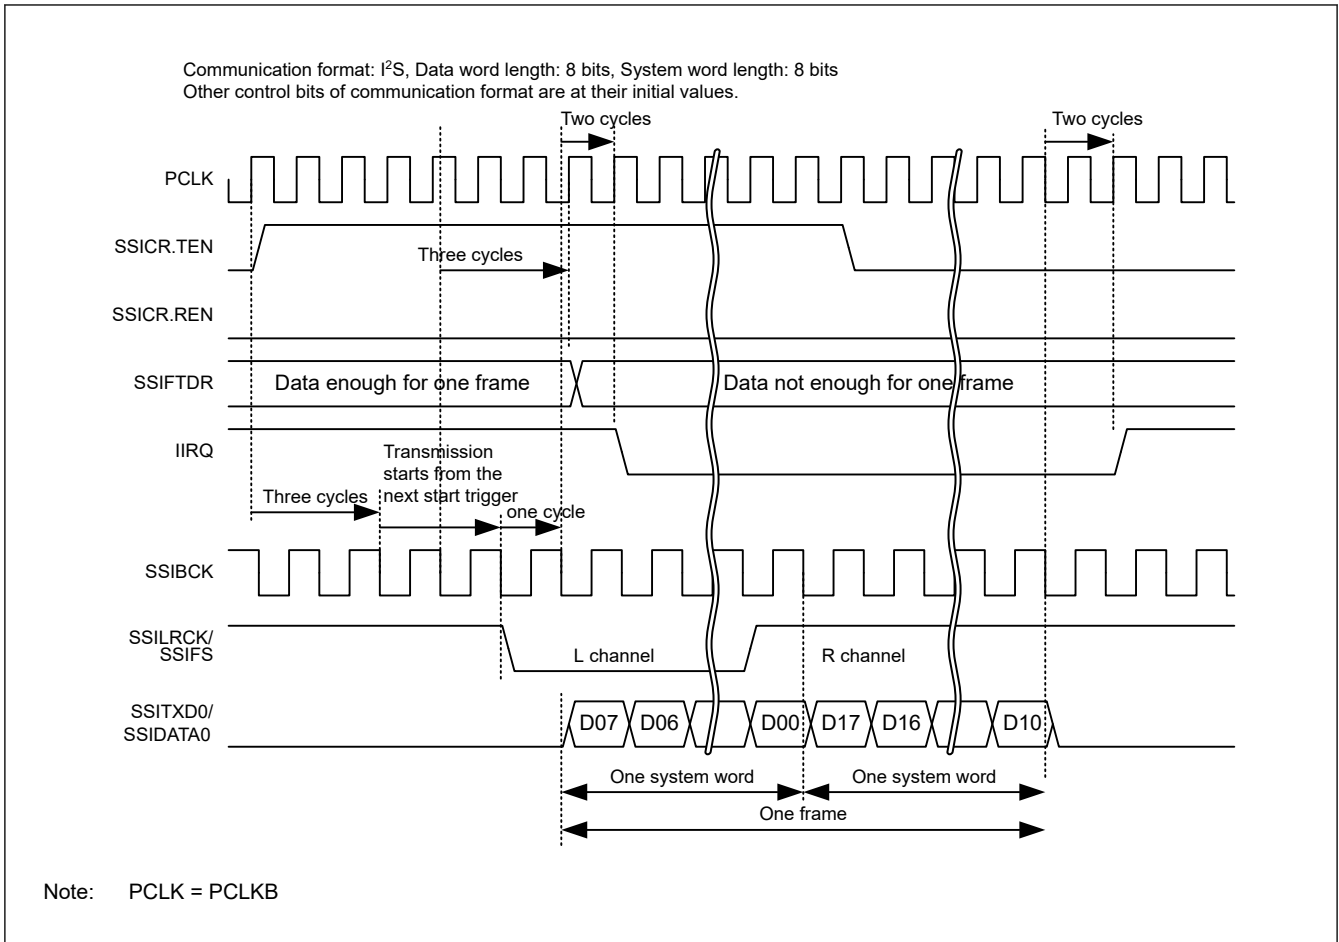 Communication format: I²S, Data word length: 8 bits, System word length: 8 bits
Other control bits of communication format are at their initial values.
Two cycles
Two cycles
PCLK
SSICR.TEN
Three cycles
SSICR.REN
SSIFTDR
Data enough for one frame
Data not enough for one frame
IIRQ
Transmission
starts from the
next start trigger
Three cycles
one cycle
SSIBCK
SSILRCK/
SSIFS
L channel
R channel
SSITXD0/
SSIDATA0
D07
D06
D00
D17
D16
D10
One system word
One system word
One frame
Note: PCLK = PCLKB